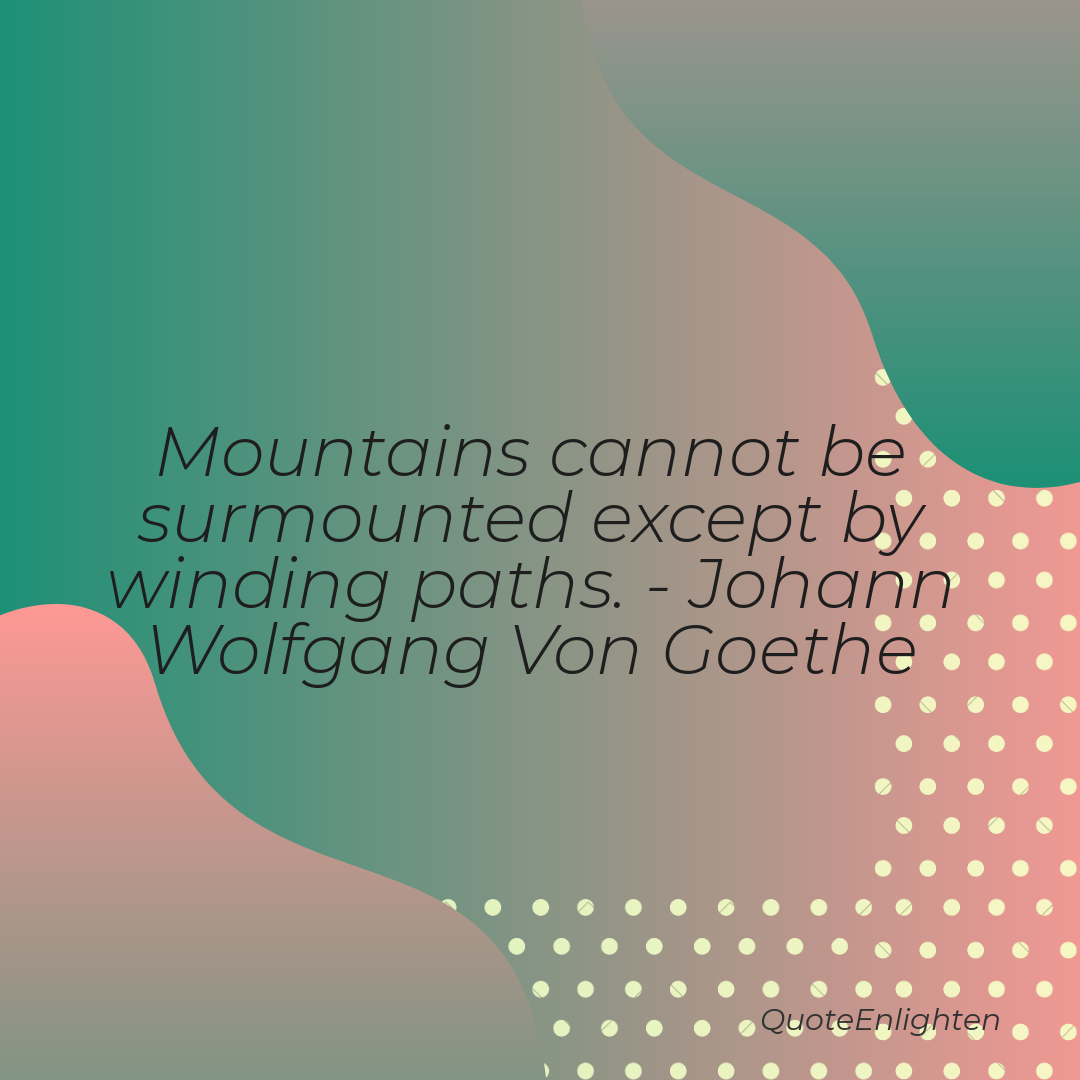 Mountains cannot be
surmounted except by
winding paths. - Johann
Wolfgang Von Goethe
QuoteEnlighten